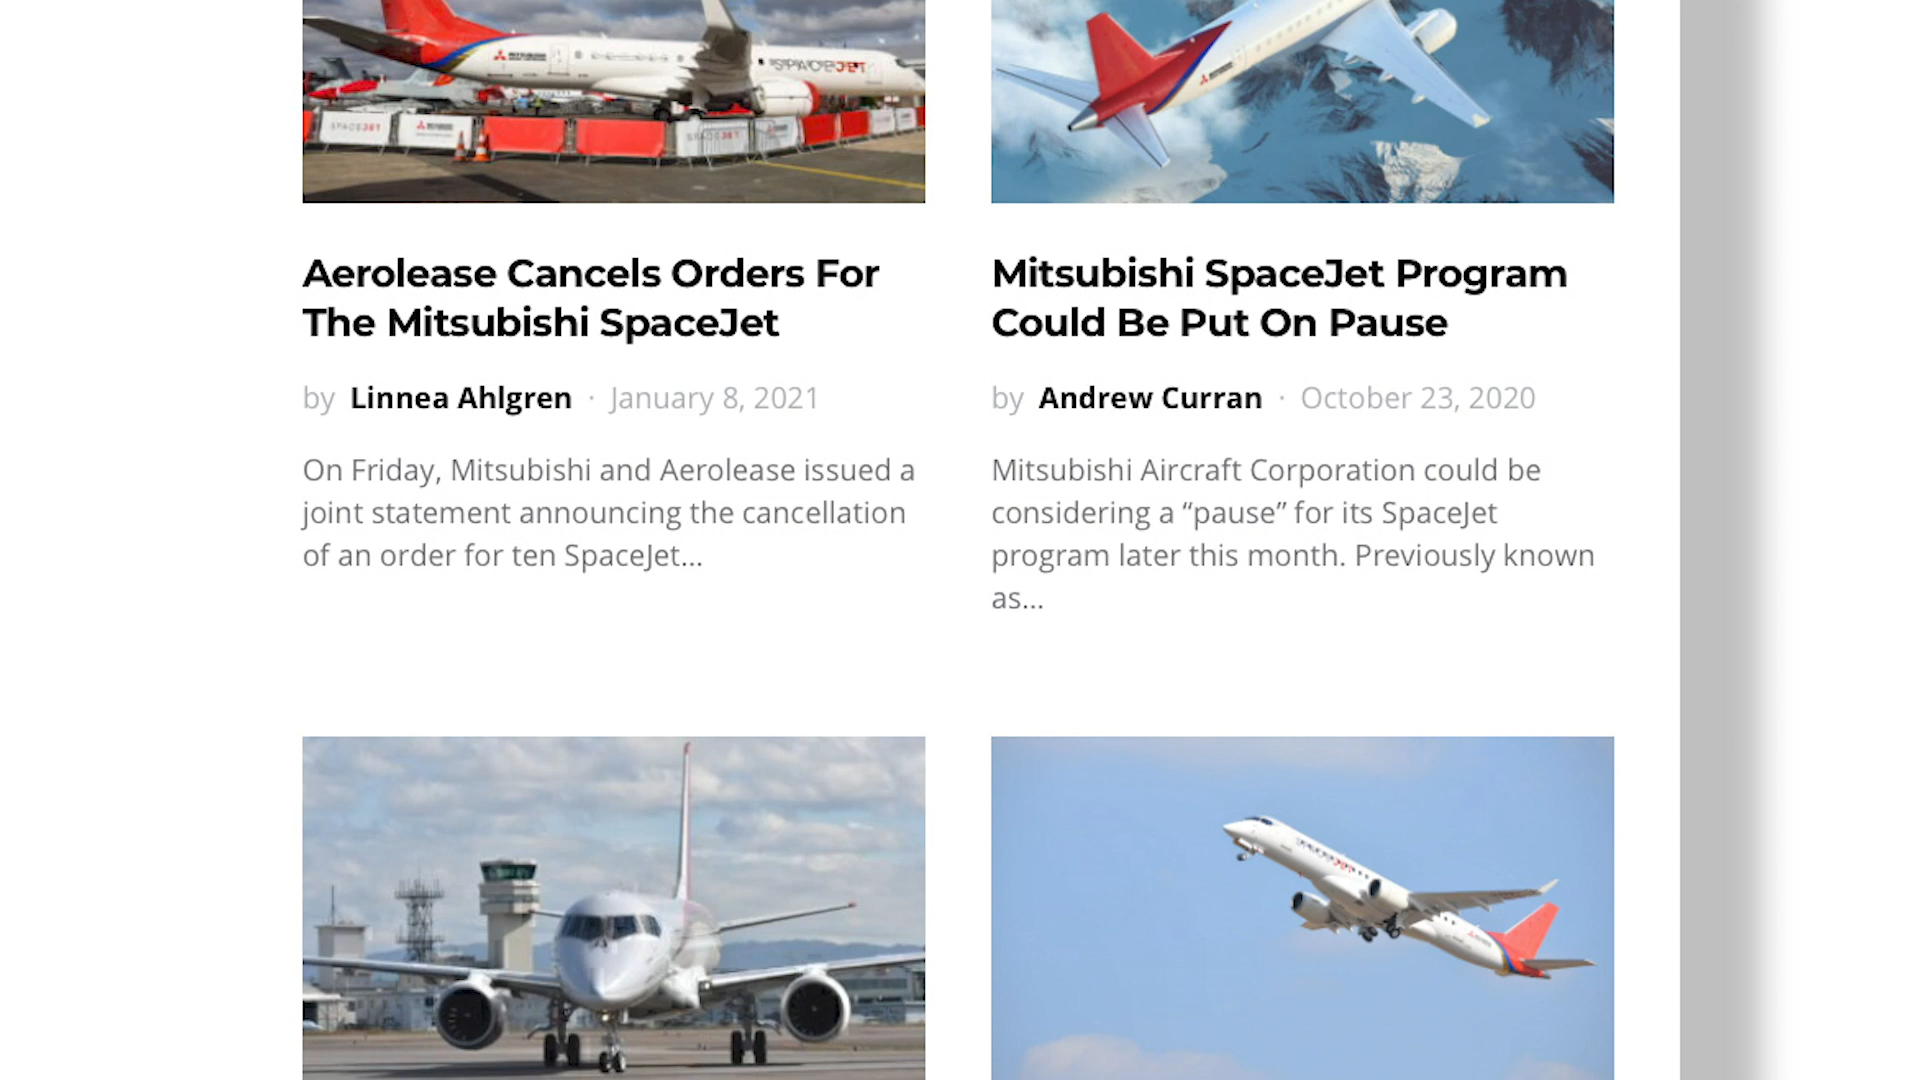 SPACEJET
SPACEJET
SPACEJET
Aerolease Cancels Orders For
The Mitsubishi SpaceJet
by Linnea Ahlgren · January 8, 2021
On Friday, Mitsubishi and Aerolease issued a
joint statement announcing the cancellation
of an order for ten SpaceJet...
Mitsubishi SpaceJet Program
Could Be Put On Pause
by Andrew Curran · October 23, 2020
Mitsubishi Aircraft Corporation could be
considering a “pause” for its SpaceJet
program later this month. Previously known
as...